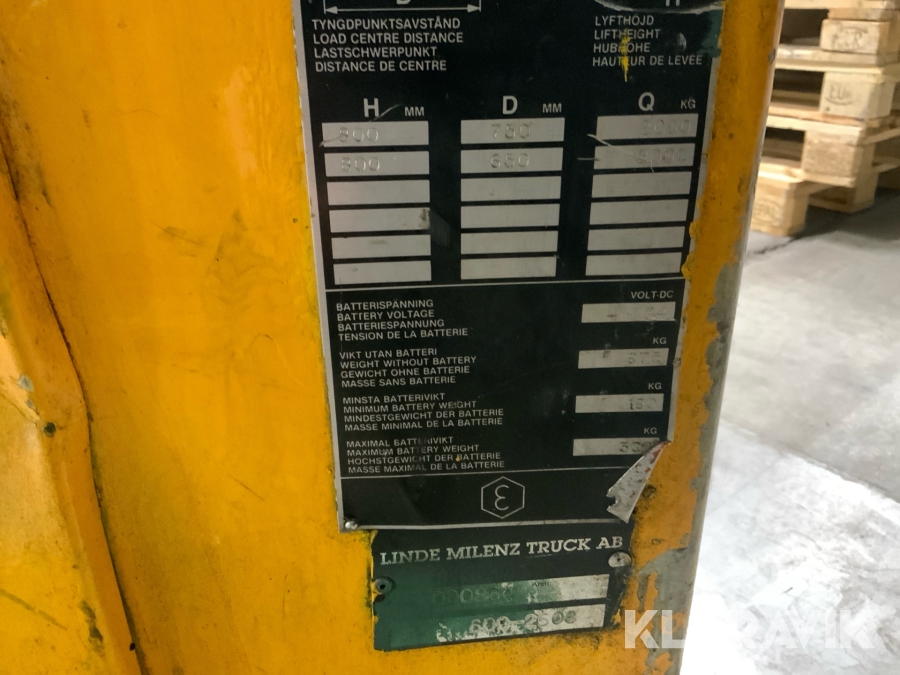 D
H
TYNGDPUNKTSAVSTÅND
LOAD CENTRE DISTANCE
LASTSCHWERPUNKT
DISTANCE DE CENTRE
LYFTHÖJD
LIFTHEIGHT
HUBHÖHE
HAUTEUR DE LEVEE
H MM D MM Q KG
800
800
BATTERISPÄNNING
BATTERY VOLTAGE
BATTERIESPANNUNG
TENSION DE LA BATTERIE
VOLT-DC
VIKT UTAN BATTERI
WEIGHT WITHOUT BATTERY
GEWICHT OHNE BATTERIE
MASSE SANS BATTERIE
KG
MINSTA BATTERIVIKT
MINIMUM BATTERY WEIGHT
MINDESTGEWICHT DER BATTERIE
MASSE MINIMAL DE LA BATTERIE
KG
MAXIMAL BATTERIVIKT
MAXIMUM BATTERY WEIGHT
HÖCHSTGEWICHT DER BATTERIE
MASSE MAXIMAL DE LA BATTERIE
KG
LINDE MILENZ TRUCK AB
KLARAVIK